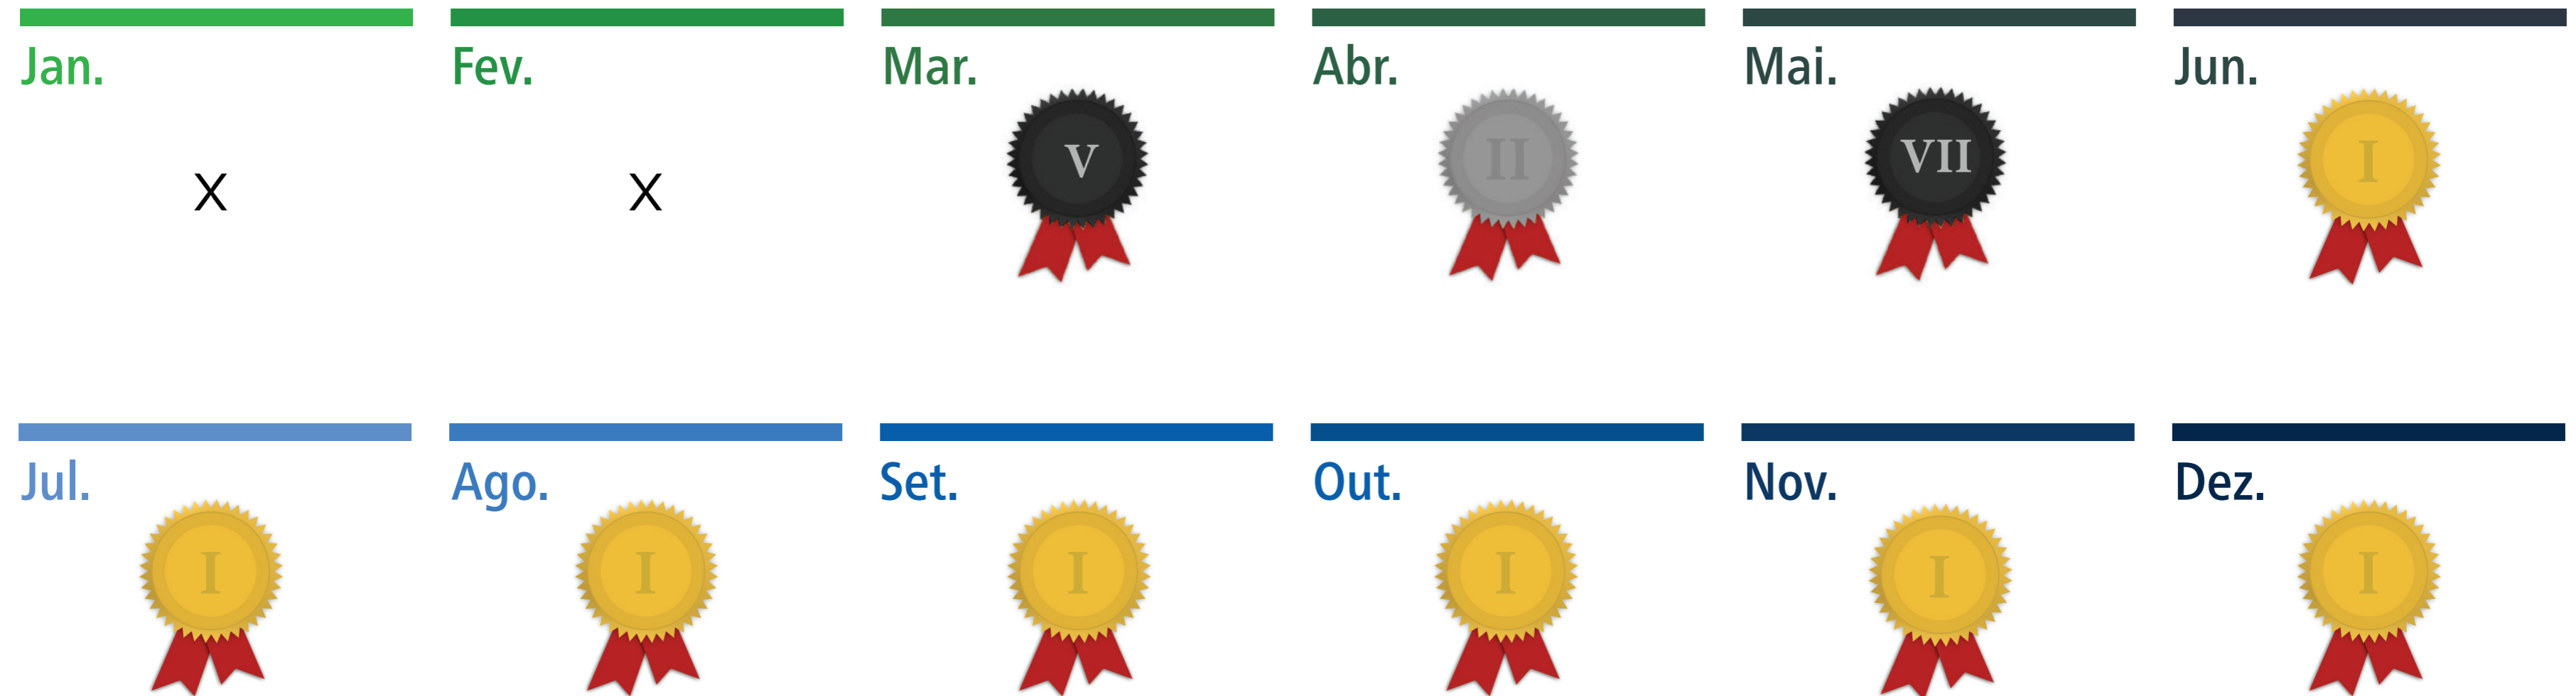 Jan.
Fev.
Mar.
Abr.
Mai.
Jun.
X
X
V
II
VII
I
Jul.
Ago.
Set.
Out.
Nov.
Dez.
I
I
I
I
I
I